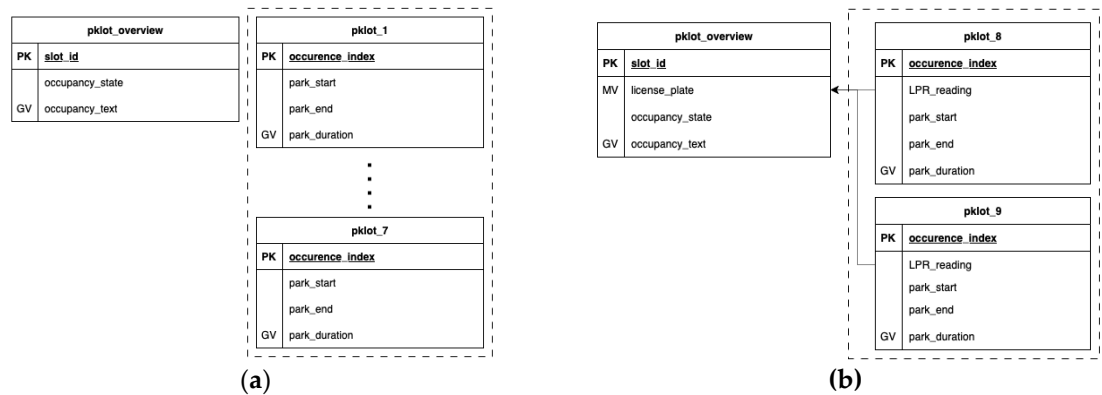 pklot_overview
PK slot_id
occupancy_state
GV occupancy_text
pklot_1
PK occurence_index
park_start
park_end
GV park_duration
pklot_7
PK occurence_index
park_start
park_end
GV park_duration
(a)
pklot_overview
PK slot_id
MV license_plate
occupancy_state
GV occupancy_text
pklot_8
PK occurence_index
LPR_reading
park_start
park_end
GV park_duration
pklot_9
PK occurence_index
LPR_reading
park_start
park_end
GV park_duration
(b)